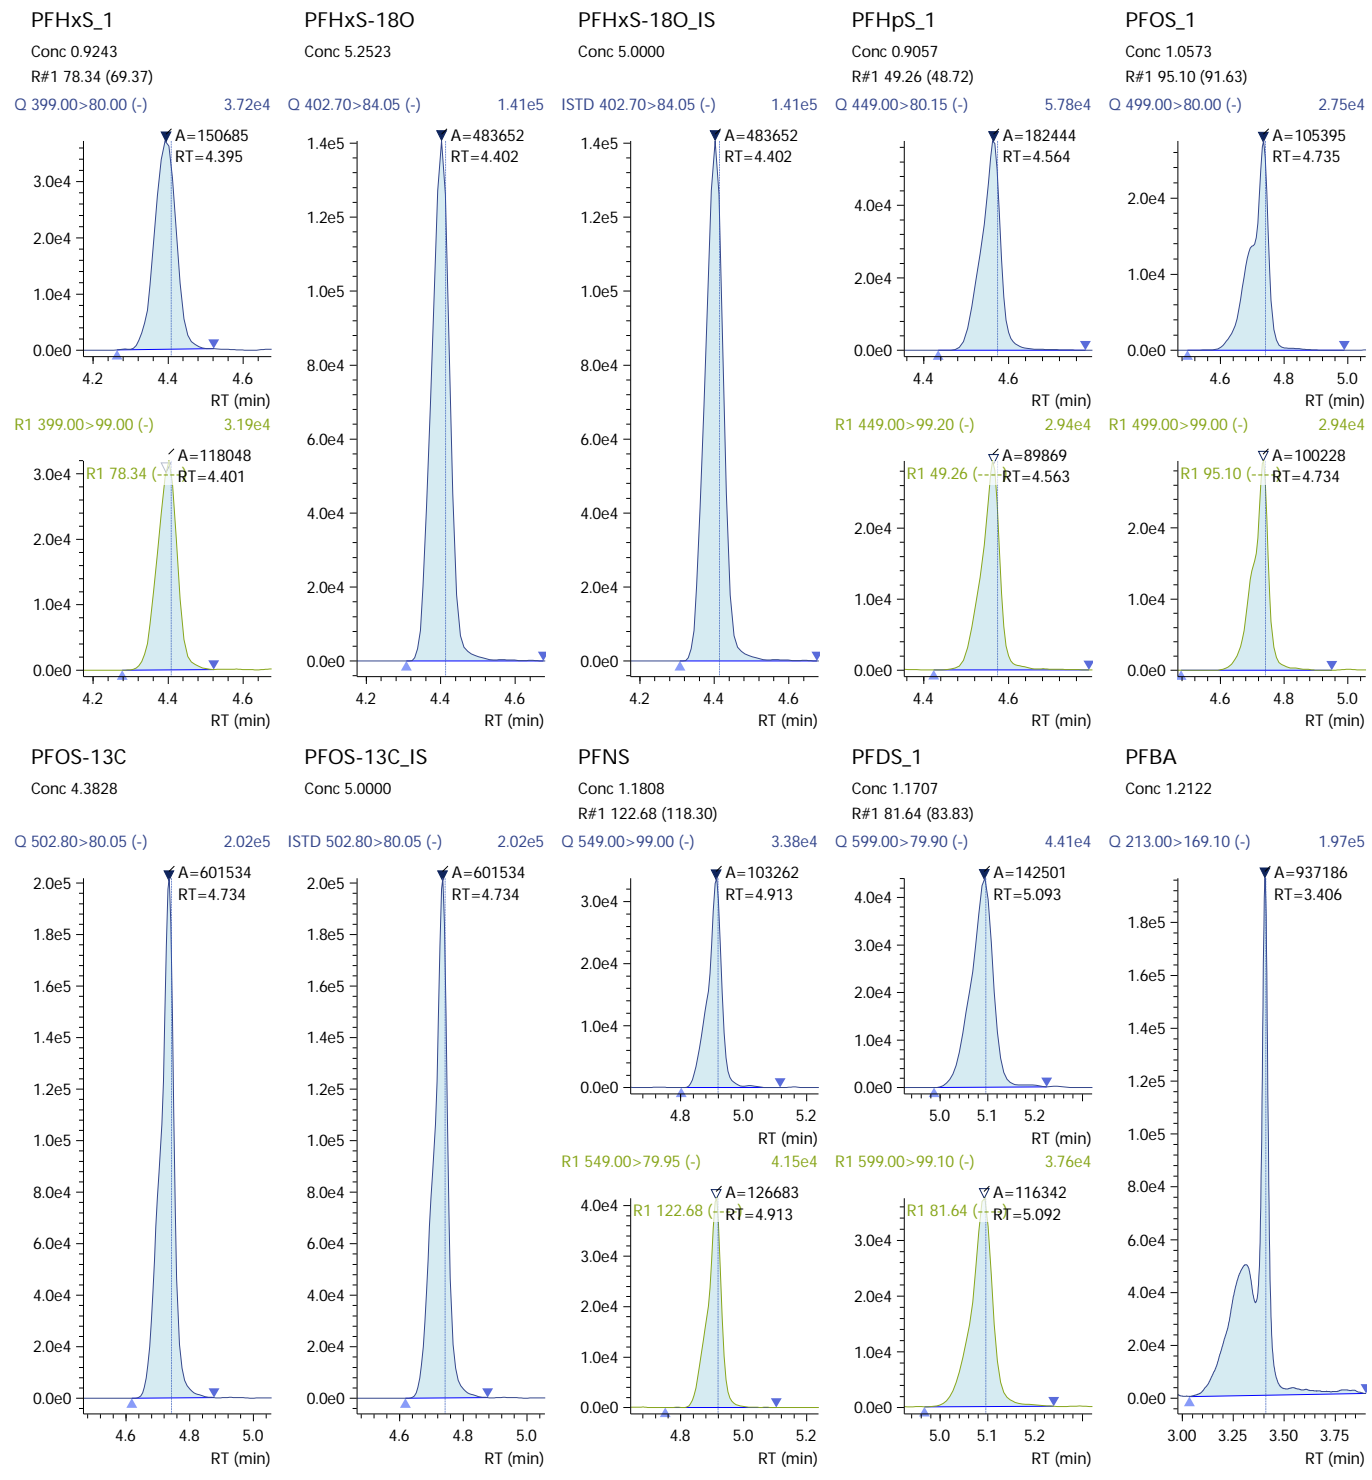 PFHxS_1
Conc 0.9243
R#1 78.34 (69.37)
Q 399.00>80.00 (-) 3.72e4
A=150685
RT=4.395
3.0e4
2.0e4
1.0e4
0.0e0
4.2 4.4 4.6
RT (min)
R1 399.00>99.00 (-) 3.19e4
A=118048
R1 78.34 (
RT=4.401
3.0e4
2.0e4
1.0e4
0.0e0
4.2 4.4 4.6
RT (min)
PFHxS-18O
Conc 5.2523
Q 402.70>84.05 (-) 1.41e5
A=483652
RT=4.402
1.4e5
1.2e5
1.0e5
8.0e4
6.0e4
4.0e4
2.0e4
0.0e0
4.2 4.4 4.6
RT (min)
PFHxS-18O_IS
Conc 5.0000
ISTD 402.70>84.05 (-) 1.41e5
A=483652
RT=4.402
1.4e5
1.2e5
1.0e5
8.0e4
6.0e4
4.0e4
2.0e4
0.0e0
4.2 4.4 4.6
RT (min)
PFHpS_1
Conc 0.9057
R#1 49.26 (48.72)
Q 449.00>80.15 (-) 5.78e4
A=182444
RT=4.564
4.0e4
2.0e4
0.0e0
4.4 4.6
RT (min)
R1 449.00>99.20 (-) 2.94e4
A=89869
R1 49.26 (
RT=4.563
2.0e4
1.0e4
0.0e0
4.4 4.6
RT (min)
PFOS_1
Conc 1.0573
R#1 95.10 (91.63)
Q 499.00>80.00 (-) 2.75e4
A=105395
RT=4.735
2.0e4
1.0e4
0.0e0
4.6 4.8 5.0
RT (min)
R1 499.00>99.00 (-) 2.94e4
A=100228
R1 95.10 (
RT=4.734
2.0e4
1.0e4
0.0e0
4.6 4.8 5.0
RT (min)
PFOS-13C
Conc 4.3828
Q 502.80>80.05 (-) 2.02e5
A=601534
RT=4.734
2.0e5
1.8e5
1.6e5
1.4e5
1.2e5
1.0e5
8.0e4
6.0e4
4.0e4
2.0e4
0.0e0
4.6 4.8 5.0
RT (min)
PFOS-13C_IS
Conc 5.0000
ISTD 502.80>80.05 (-) 2.02e5
A=601534
RT=4.734
2.0e5
1.8e5
1.6e5
1.4e5
1.2e5
1.0e5
8.0e4
6.0e4
4.0e4
2.0e4
0.0e0
4.6 4.8 5.0
RT (min)
PFNS
Conc 1.1808
R#1 122.68 (118.30)
Q 549.00>99.00 (-) 3.38e4
A=103262
RT=4.913
3.0e4
2.0e4
1.0e4
0.0e0
4.8 5.0 5.2
RT (min)
R1 549.00>79.95 (-) 4.15e4
A=126683
R1 122.68 (
RT=4.913
4.0e4
3.0e4
2.0e4
1.0e4
0.0e0
4.8 5.0 5.2
RT (min)
PFDS_1
Conc 1.1707
R#1 81.64 (83.83)
Q 599.00>79.90 (-) 4.41e4
A=142501
RT=5.093
4.0e4
3.0e4
2.0e4
1.0e4
0.0e0
5.0 5.1 5.2
RT (min)
R1 599.00>99.10 (-) 3.76e4
A=116342
R1 81.64 (
RT=5.092
3.0e4
2.0e4
1.0e4
0.0e0
5.0 5.1 5.2
RT (min)
PFBA
Conc 1.2122
Q 213.00>169.10 (-) 1.97e5
A=937186
RT=3.406
1.8e5
1.6e5
1.4e5
1.2e5
1.0e5
8.0e4
6.0e4
4.0e4
2.0e4
0.0e0
3.00 3.25 3.50 3.75
RT (min)